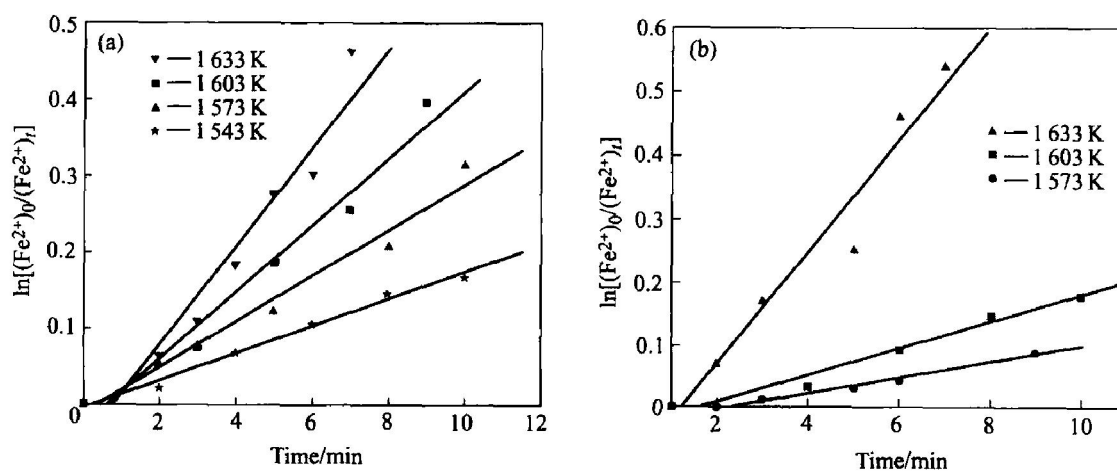 (a)
1 633 K
1 603 K
1 573 K
1 543 K
ln[(Fe²⁺)₀/(Fe²⁺)ₜ]
0.5
0.4
0.3
0.2
0.1
0
2
4
6
8
10
12
Time/min
(b)
1 633 K
1 603 K
1 573 K
ln[(Fe²⁺)₀/(Fe²⁺)ₜ]
0.6
0.5
0.4
0.3
0.2
0.1
0
2
4
6
8
10
Time/min